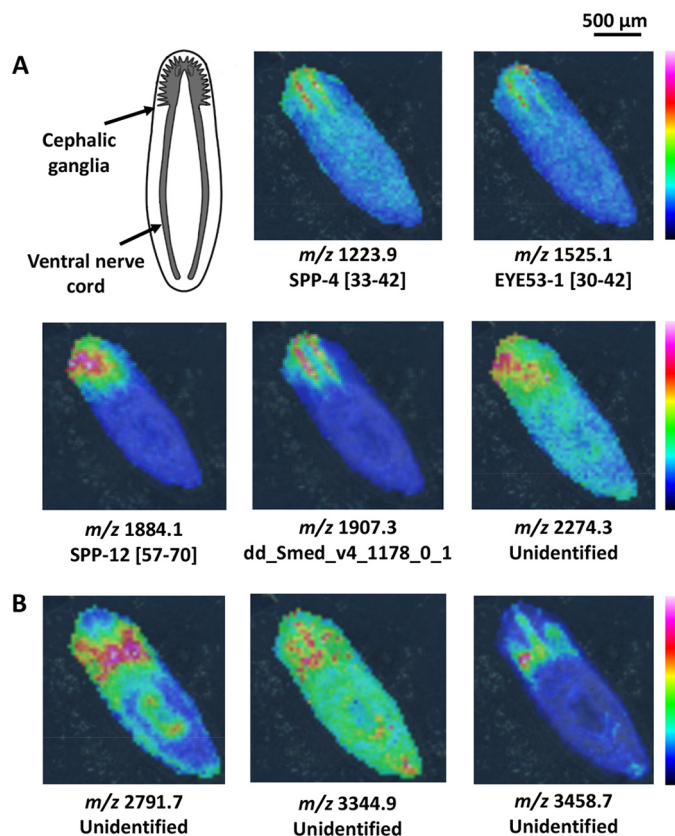 500 µm
A
Cephalic
ganglia
Ventral nerve
cord
m/z 1223.9
SPP-4 [33-42]
m/z 1525.1
EYE53-1 [30-42]
m/z 1884.1
SPP-12 [57-70]
m/z 1907.3
dd_Smed_v4_1178_0_1
m/z 2274.3
Unidentified
B
m/z 2791.7
Unidentified
m/z 3344.9
Unidentified
m/z 3458.7
Unidentified